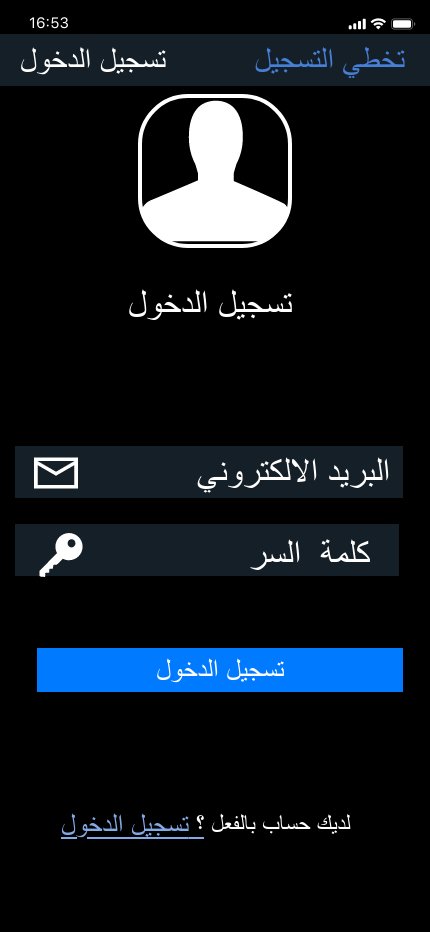 16:53
تخطي التسجيل تسجيل الدخول
تسجيل الدخول
البريد الالكتروني
كلمة السر
تسجيل الدخول
لديك حساب بالفعل ؟ تسجيل الدخول